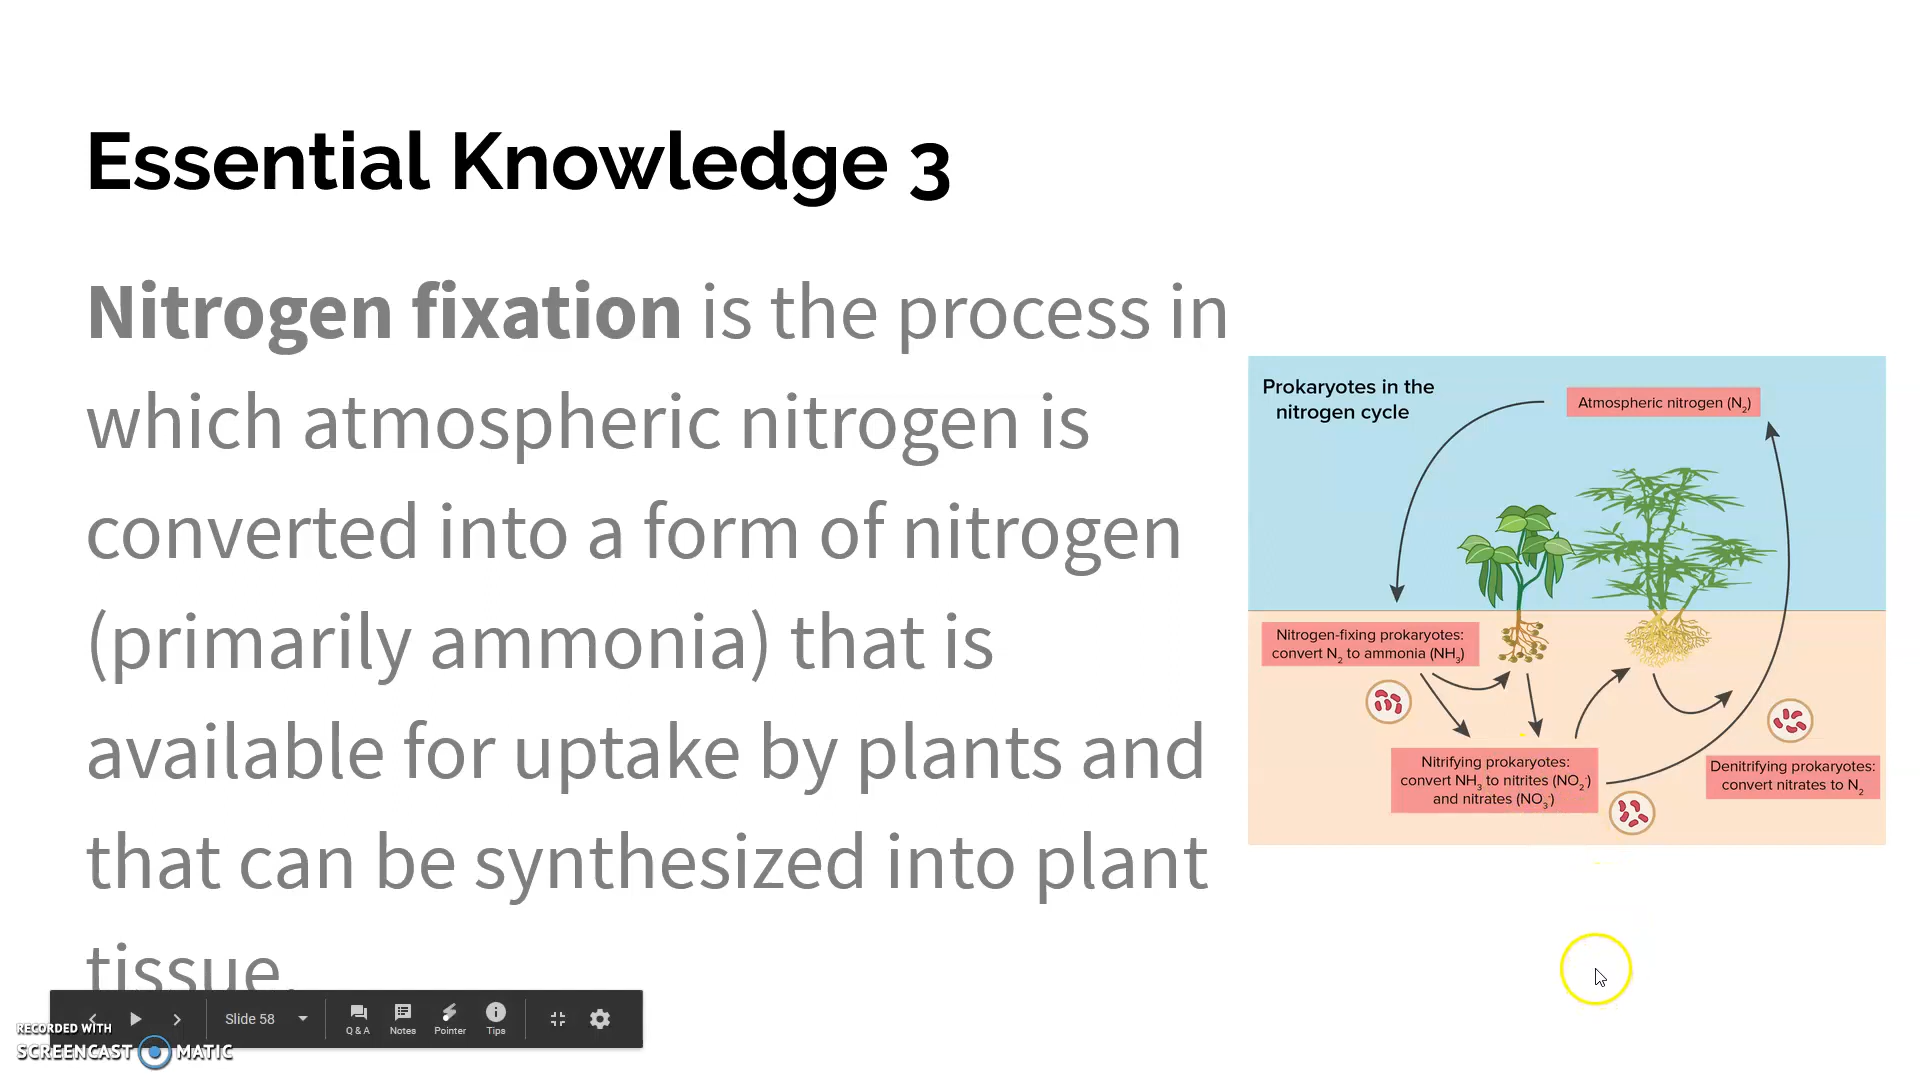 Essential Knowledge 3
Nitrogen fixation is the process in
which atmospheric nitrogen is
converted into a form of nitrogen
(primarily ammonia) that is
available for uptake by plants and
that can be synthesized into plant
tissue.
Prokaryotes in the
nitrogen cycle
Atmospheric nitrogen (N₂)
Nitrogen-fixing prokaryotes:
convert N₂ to ammonia (NH₃)
Nitrifying prokaryotes:
convert NH₃ to nitrites (NO₂⁻)
and nitrates (NO₃⁻)
Denitrifying prokaryotes:
convert nitrates to N₂
Slide 58
Q & A
Notes
Pointer
Tips
RECORDED WITH
SCREENCAST MATIC